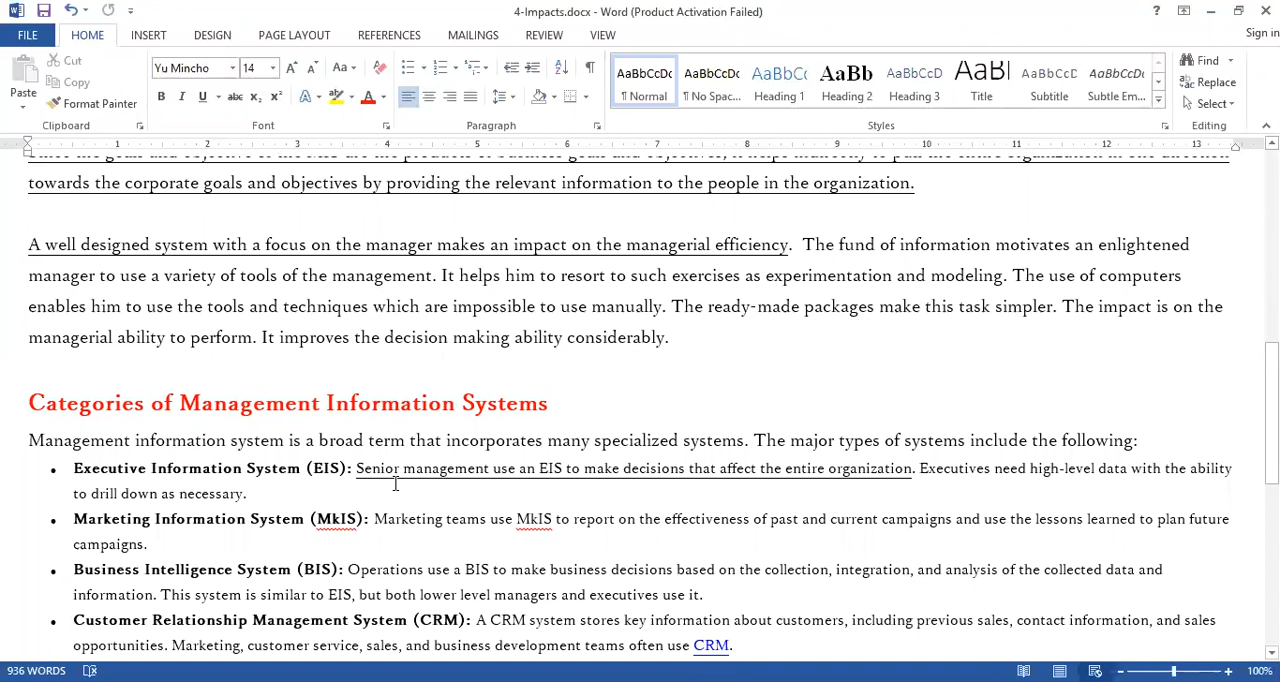 4-Impacts.docx - Word (Product Activation Failed)
Sign in
FILE HOME INSERT DESIGN PAGE LAYOUT REFERENCES MAILINGS REVIEW VIEW
Paste Cut Copy Format Painter
Clipboard
Yu Mincho 14
Font
Paragraph
AaBbCcDc AaBbCcDc AaBbCc AaBb AaBbCcD AaBl AaBbCcD AaBbCcD
¶ Normal ¶ No Spac... Heading 1 Heading 2 Heading 3 Title Subtitle Subtle Em...
Styles
Find
Replace
Select
Editing
1 2 3 4 5 6 7 8 9 10 11 12 13
towards the corporate goals and objectives by providing the relevant information to the people in the organization.
A well designed system with a focus on the manager makes an impact on the managerial efficiency. The fund of information motivates an enlightened
manager to use a variety of tools of the management. It helps him to resort to such exercises as experimentation and modeling. The use of computers
enables him to use the tools and techniques which are impossible to use manually. The ready-made packages make this task simpler. The impact is on the
managerial ability to perform. It improves the decision making ability considerably.
Categories of Management Information Systems
Management information system is a broad term that incorporates many specialized systems. The major types of systems include the following:
• Executive Information System (EIS): Senior management use an EIS to make decisions that affect the entire organization. Executives need high-level data with the ability
to drill down as necessary.
• Marketing Information System (MkIS): Marketing teams use MkIS to report on the effectiveness of past and current campaigns and use the lessons learned to plan future
campaigns.
• Business Intelligence System (BIS): Operations use a BIS to make business decisions based on the collection, integration, and analysis of the collected data and
information. This system is similar to EIS, but both lower level managers and executives use it.
• Customer Relationship Management System (CRM): A CRM system stores key information about customers, including previous sales, contact information, and sales
opportunities. Marketing, customer service, sales, and business development teams often use CRM.
936 WORDS
100%